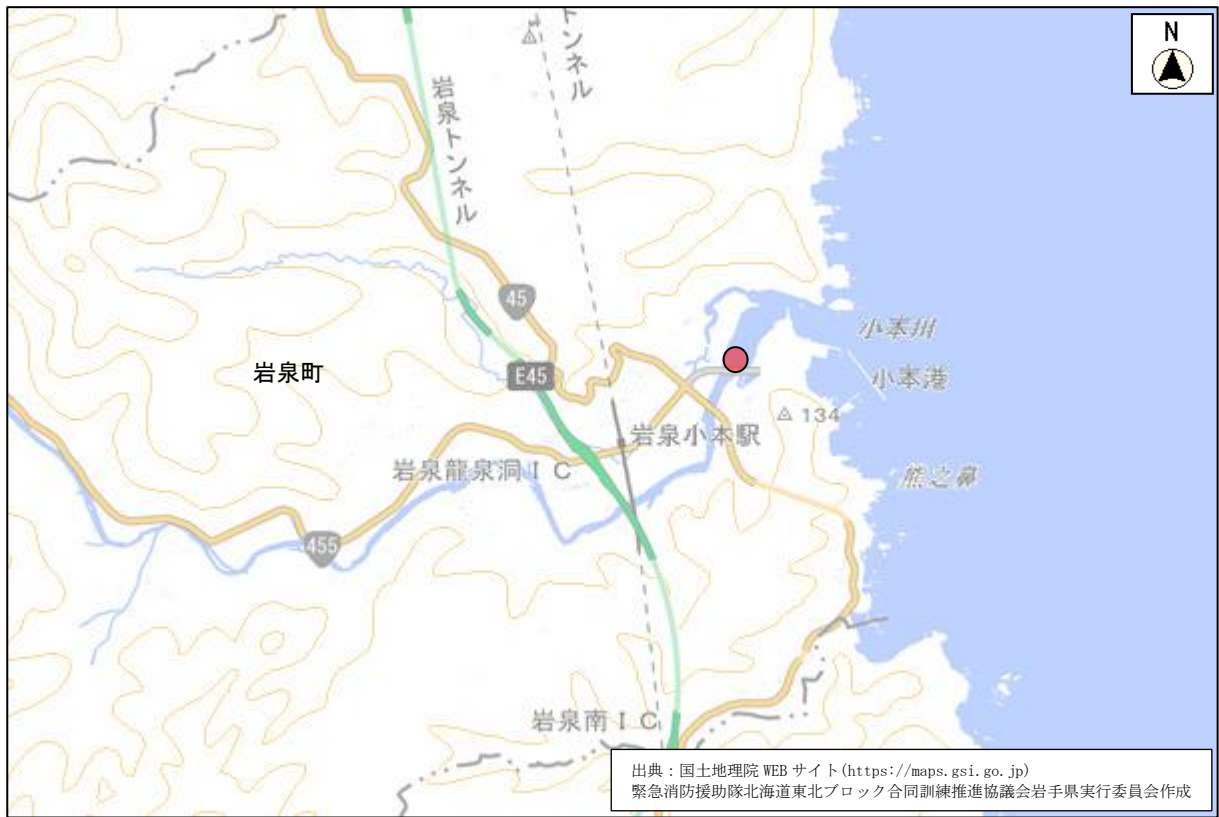 N
トンネル
岩泉トンネル
45
小本川
岩泉町
E45
小本港
134
岩泉小本駅
岩泉龍泉洞IC
熊之鼻
455
岩泉南IC
出典：国土地理院 WEB サイト(https://maps.gsi.go.jp)
緊急消防援助隊北海道東北ブロック合同訓練推進協議会岩手県実行委員会作成